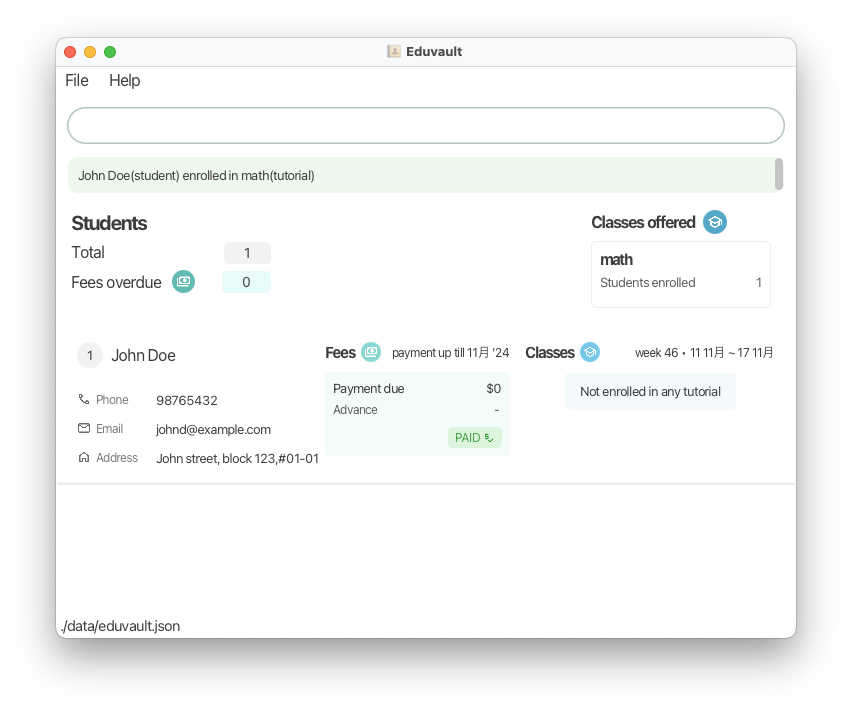 Eduvault
File Help
John Doe(student) enrolled in math(tutorial)
Students
Total 1
Fees overdue 0
Classes offered
math
Students enrolled 1
1 John Doe
Phone 98765432
Email johnd@example.com
Address John street, block 123,#01-01
Fees payment up till 11月 '24
Payment due $0
Advance -
PAID
Classes week 46 • 11 11月 ~ 17 11月
Not enrolled in any tutorial
./data/eduvault.json